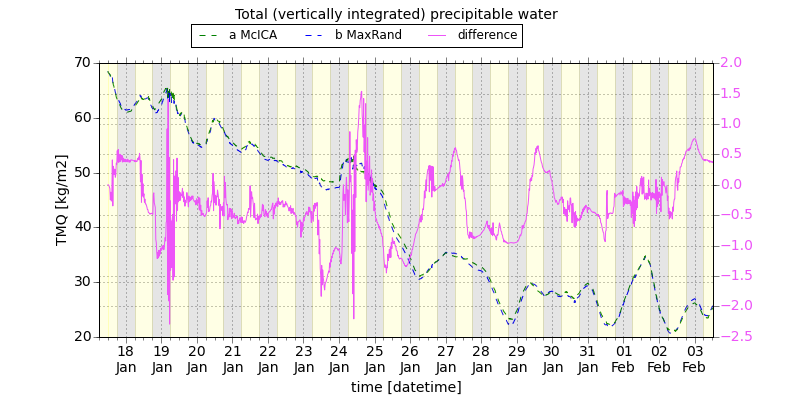 Total (vertically integrated) precipitable water
a McICA b MaxRand difference
70
60
50
40
30
20
TMQ [kg/m2]
2.0
1.5
1.0
0.5
0.0
−0.5
−1.0
−1.5
−2.0
−2.5
18 19 20 21 22 23 24 25 26 27 28 29 30 31 01 02 03
Jan Jan Jan Jan Jan Jan Jan Jan Jan Jan Jan Jan Jan Jan Feb Feb Feb
time [datetime]